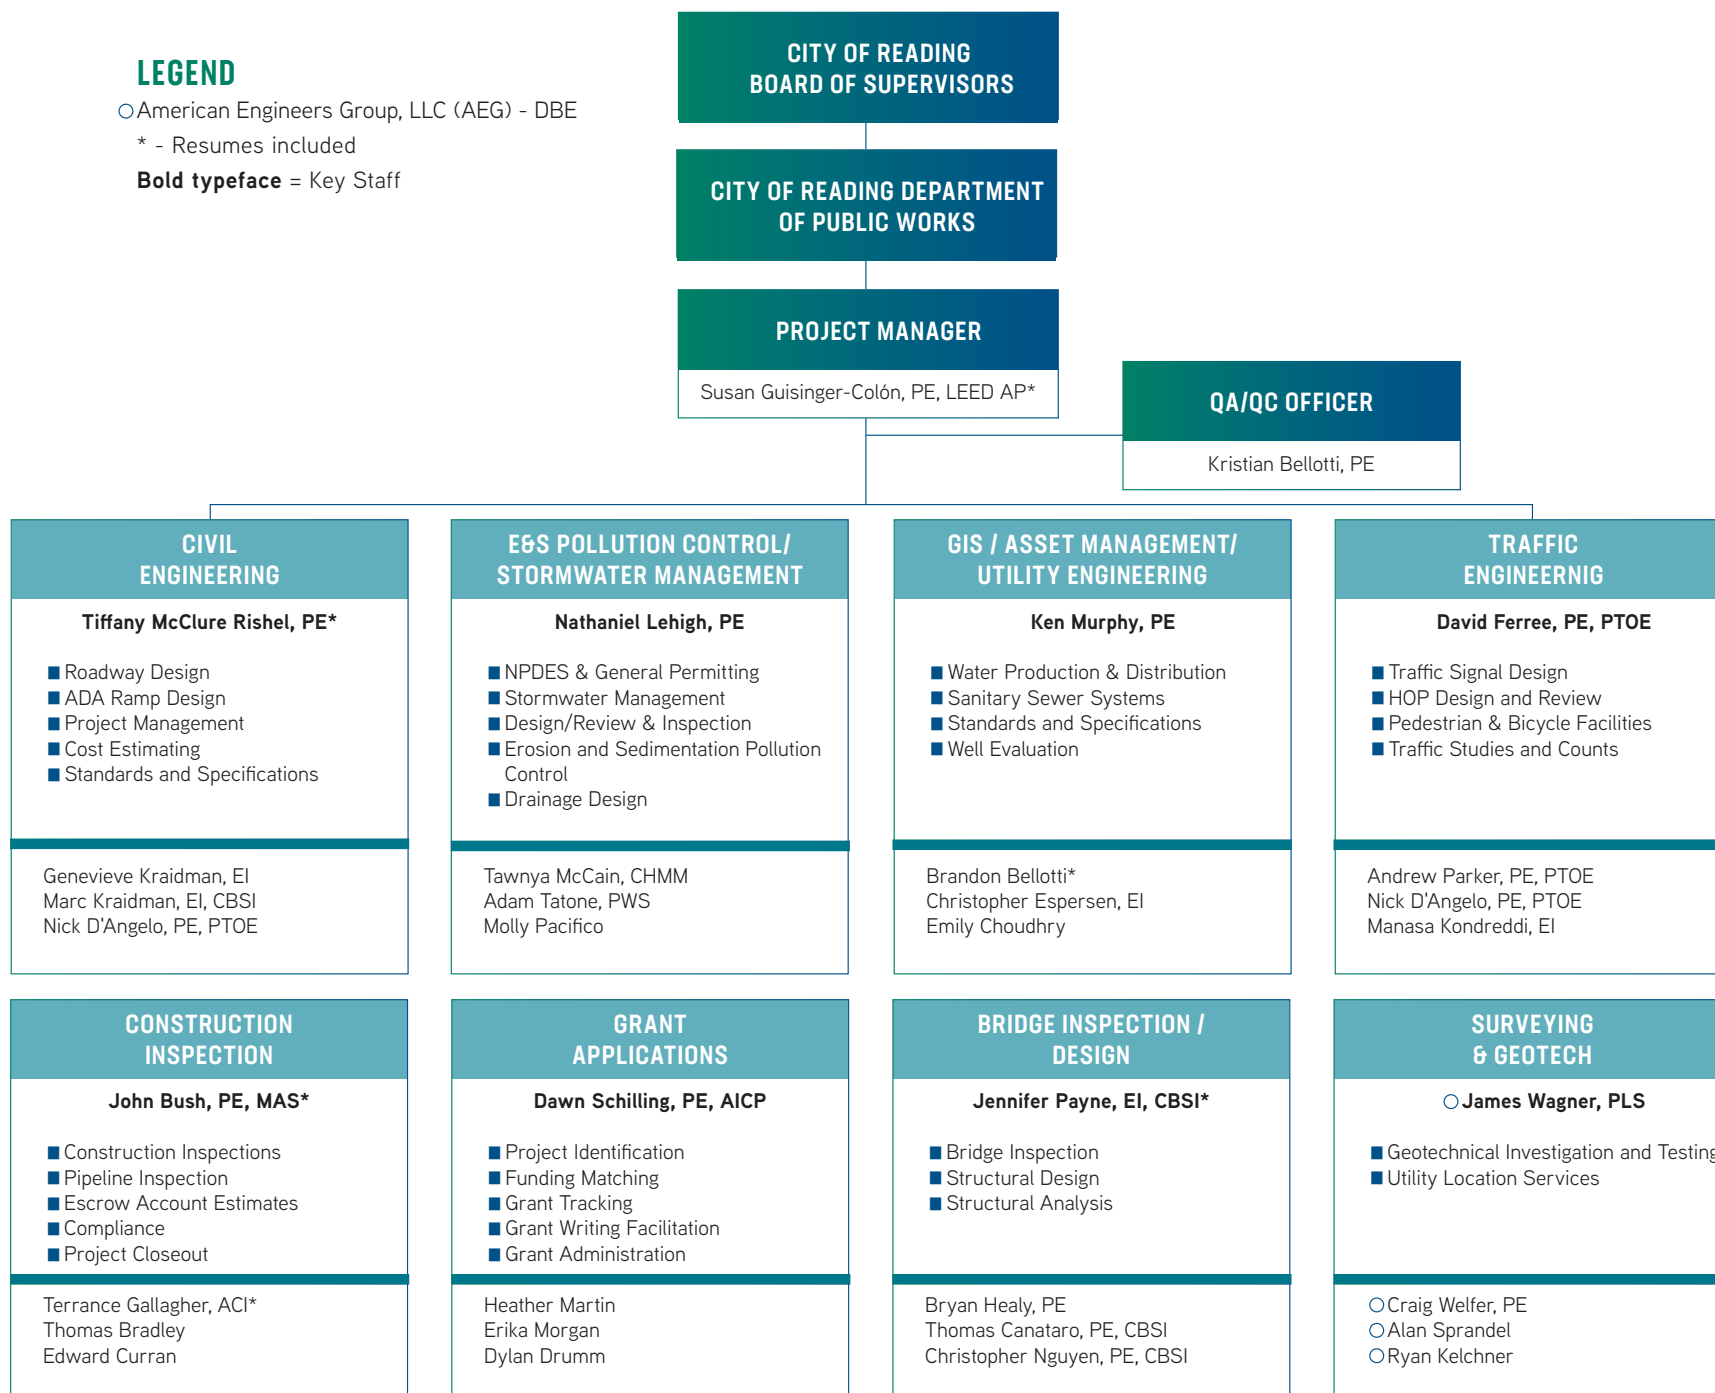 LEGEND
American Engineers Group, LLC (AEG) - DBE
* - Resumes included
Bold typeface = Key Staff
CITY OF READING
BOARD OF SUPERVISORS
CITY OF READING DEPARTMENT
OF PUBLIC WORKS
PROJECT MANAGER
Susan Guisinger-Colón, PE, LEED AP*
QA/QC OFFICER
Kristian Bellotti, PE
CIVIL
ENGINEERING
Tiffany McClure Rishel, PE*
Roadway Design
ADA Ramp Design
Project Management
Cost Estimating
Standards and Specifications
Genevieve Kraidman, EI
Marc Kraidman, EI, CBSI
Nick D'Angelo, PE, PTOE
E&S POLLUTION CONTROL/
STORMWATER MANAGEMENT
Nathaniel Lehigh, PE
NPDES & General Permitting
Stormwater Management
Design/Review & Inspection
Erosion and Sedimentation Pollution
Control
Drainage Design
Tawnya McCain, CHMM
Adam Tatone, PWS
Molly Pacifico
GIS / ASSET MANAGEMENT/
UTILITY ENGINEERING
Ken Murphy, PE
Water Production & Distribution
Sanitary Sewer Systems
Standards and Specifications
Well Evaluation
Brandon Bellotti*
Christopher Espersen, EI
Emily Choudhry
TRAFFIC
ENGINEERNIG
David Ferree, PE, PTOE
Traffic Signal Design
HOP Design and Review
Pedestrian & Bicycle Facilities
Traffic Studies and Counts
Andrew Parker, PE, PTOE
Nick D'Angelo, PE, PTOE
Manasa Kondreddi, EI
CONSTRUCTION
INSPECTION
John Bush, PE, MAS*
Construction Inspections
Pipeline Inspection
Escrow Account Estimates
Compliance
Project Closeout
Terrance Gallagher, ACI*
Thomas Bradley
Edward Curran
GRANT
APPLICATIONS
Dawn Schilling, PE, AICP
Project Identification
Funding Matching
Grant Tracking
Grant Writing Facilitation
Grant Administration
Heather Martin
Erika Morgan
Dylan Drumm
BRIDGE INSPECTION /
DESIGN
Jennifer Payne, EI, CBSI*
Bridge Inspection
Structural Design
Structural Analysis
Bryan Healy, PE
Thomas Canataro, PE, CBSI
Christopher Nguyen, PE, CBSI
SURVEYING
& GEOTECH
James Wagner, PLS
Geotechnical Investigation and Testing
Utility Location Services
Craig Welfer, PE
Alan Sprandel
Ryan Kelchner